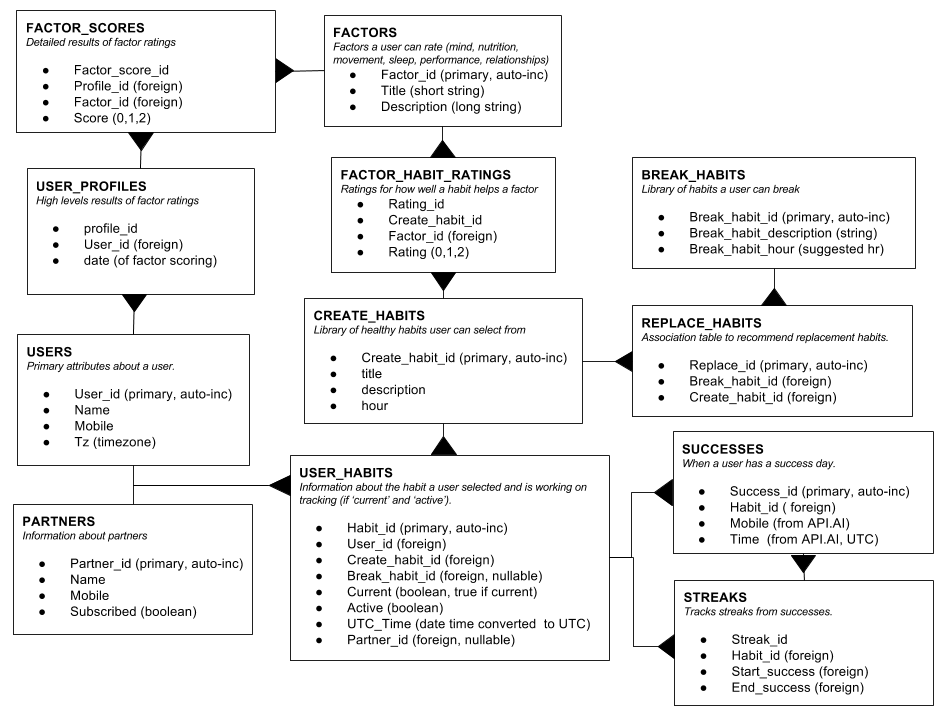 FACTOR_SCORES
Detailed results of factor ratings
● Factor_score_id
● Profile_id (foreign)
● Factor_id (foreign)
● Score (0,1,2)
FACTORS
Factors a user can rate (mind, nutrition,
movement, sleep, performance, relationships)
● Factor_id (primary, auto-inc)
● Title (short string)
● Description (long string)
USER_PROFILES
High levels results of factor ratings
● profile_id
● User_id (foreign)
● date (of factor scoring)
FACTOR_HABIT_RATINGS
Ratings for how well a habit helps a factor
● Rating_id
● Create_habit_id
● Factor_id (foreign)
● Rating (0,1,2)
BREAK_HABITS
Library of habits a user can break
● Break_habit_id (primary, auto-inc)
● Break_habit_description (string)
● Break_habit_hour (suggested hr)
USERS
Primary attributes about a user.
● User_id (primary, auto-inc)
● Name
● Mobile
● Tz (timezone)
CREATE_HABITS
Library of healthy habits user can select from
● Create_habit_id (primary, auto-inc)
● title
● description
● hour
REPLACE_HABITS
Association table to recommend replacement habits.
● Replace_id (primary, auto-inc)
● Break_habit_id (foreign)
● Create_habit_id (foreign)
PARTNERS
Information about partners
● Partner_id (primary, auto-inc)
● Name
● Mobile
● Subscribed (boolean)
USER_HABITS
Information about the habit a user selected and is working on
tracking (if ‘current’ and ‘active’).
● Habit_id (primary, auto-inc)
● User_id (foreign)
● Create_habit_id (foreign)
● Break_habit_id (foreign, nullable)
● Current (boolean, true if current)
● Active (boolean)
● UTC_Time (date time converted to UTC)
● Partner_id (foreign, nullable)
SUCCESSES
When a user has a success day.
● Success_id (primary, auto-inc)
● Habit_id ( foreign)
● Mobile (from API.AI)
● Time (from API.AI, UTC)
STREAKS
Tracks streaks from successes.
● Streak_id
● Habit_id (foreign)
● Start_success (foreign)
● End_success (foreign)